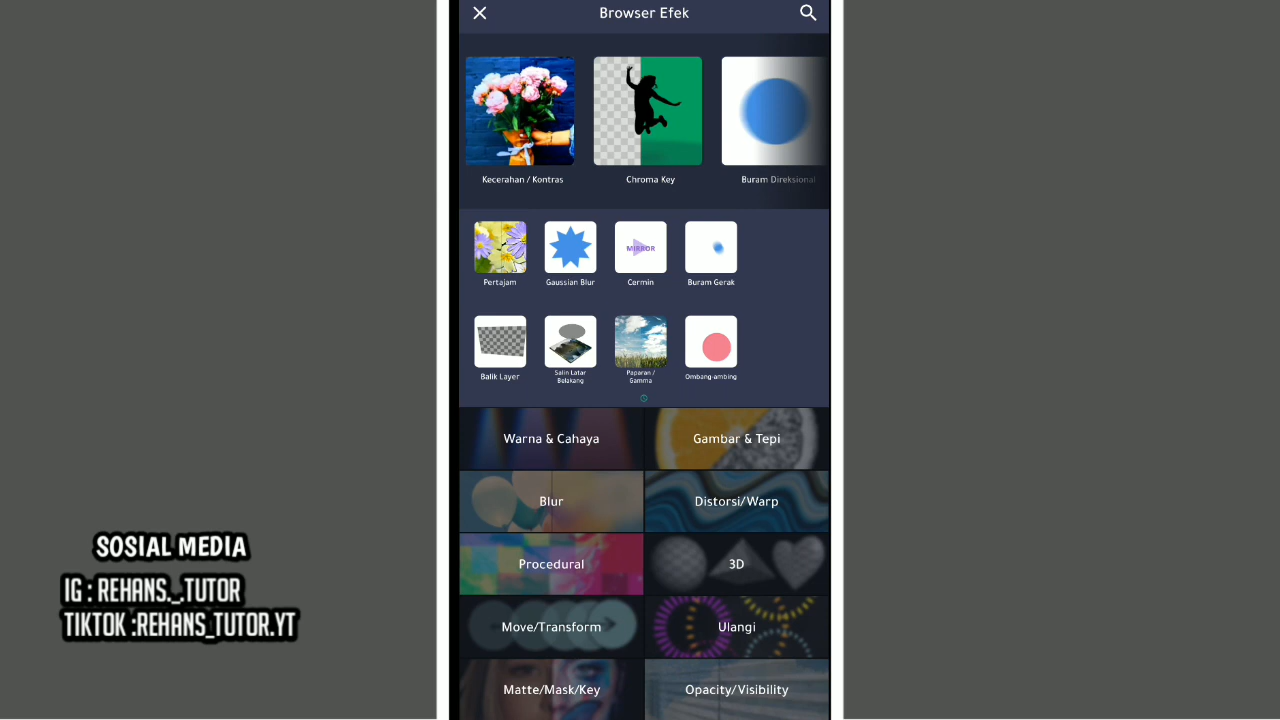 Browser Efek
Kecerahan / Kontras
Chroma Key
Buram Direksional
Pertajam
Gaussian Blur
MIRROR
Cermin
Buram Gerak
Balik Layer
Salin Latar
Belakang
Paparan /
Gamma
Ombang-ambing
Warna & Cahaya
Gambar & Tepi
Blur
Distorsi/Warp
Procedural
3D
Move/Transform
Ulangi
Matte/Mask/Key
Opacity/Visibility
SOSIAL MEDIA
IG : REHANS._.TUTOR
TIKTOK :REHANS_TUTOR.YT